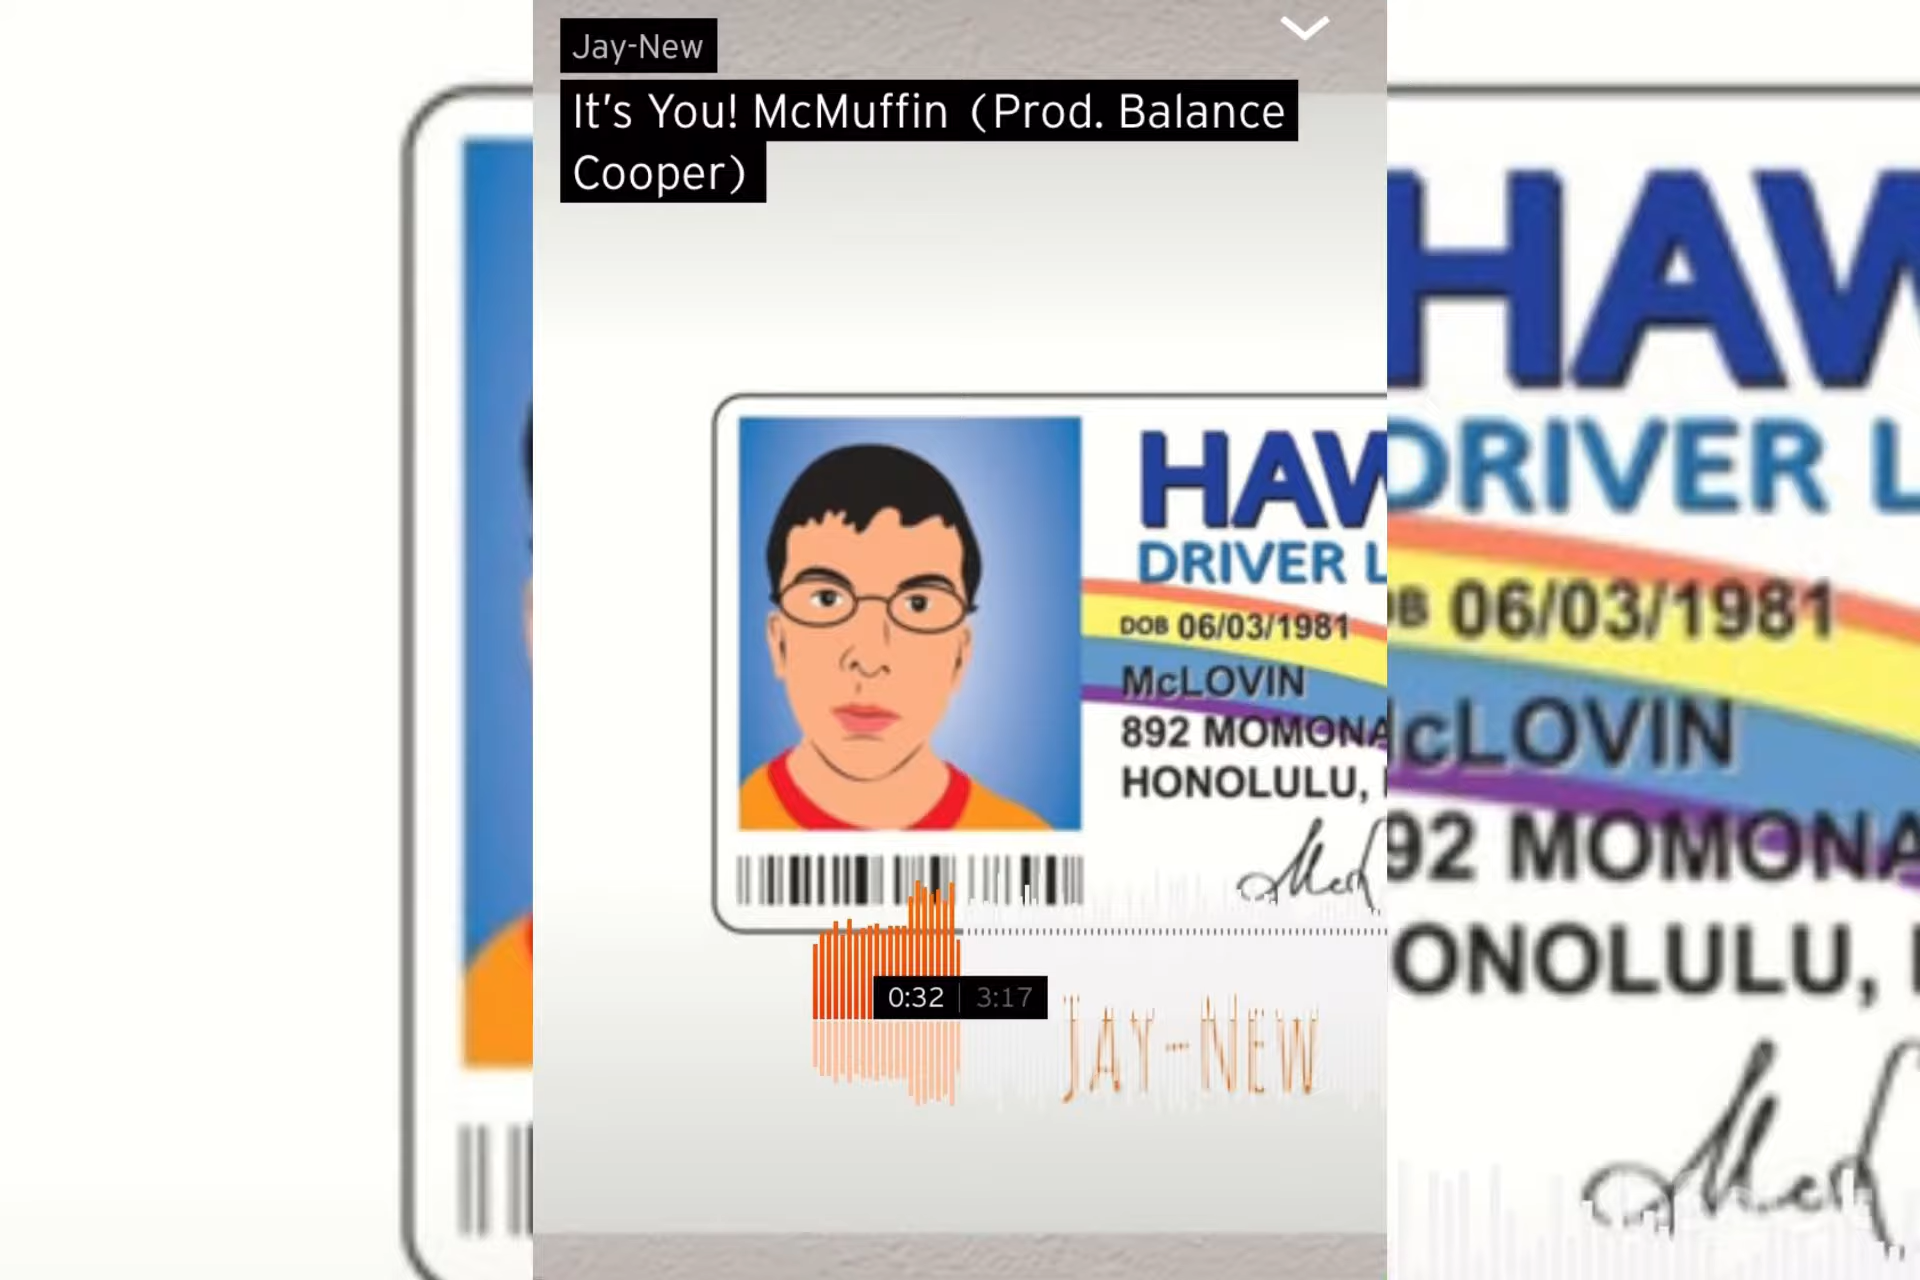 Jay-New
It's You! McMuffin (Prod. Balance
Cooper)
HAW
DRIVER L
DOB 06/03/1981
McLOVIN
892 MOMONA
HONOLULU,
0:32 | 3:17
JAY-NEW
HAW
DRIVER L
06/03/1981
cLOVIN
92 MOMONA
ONOLULU,